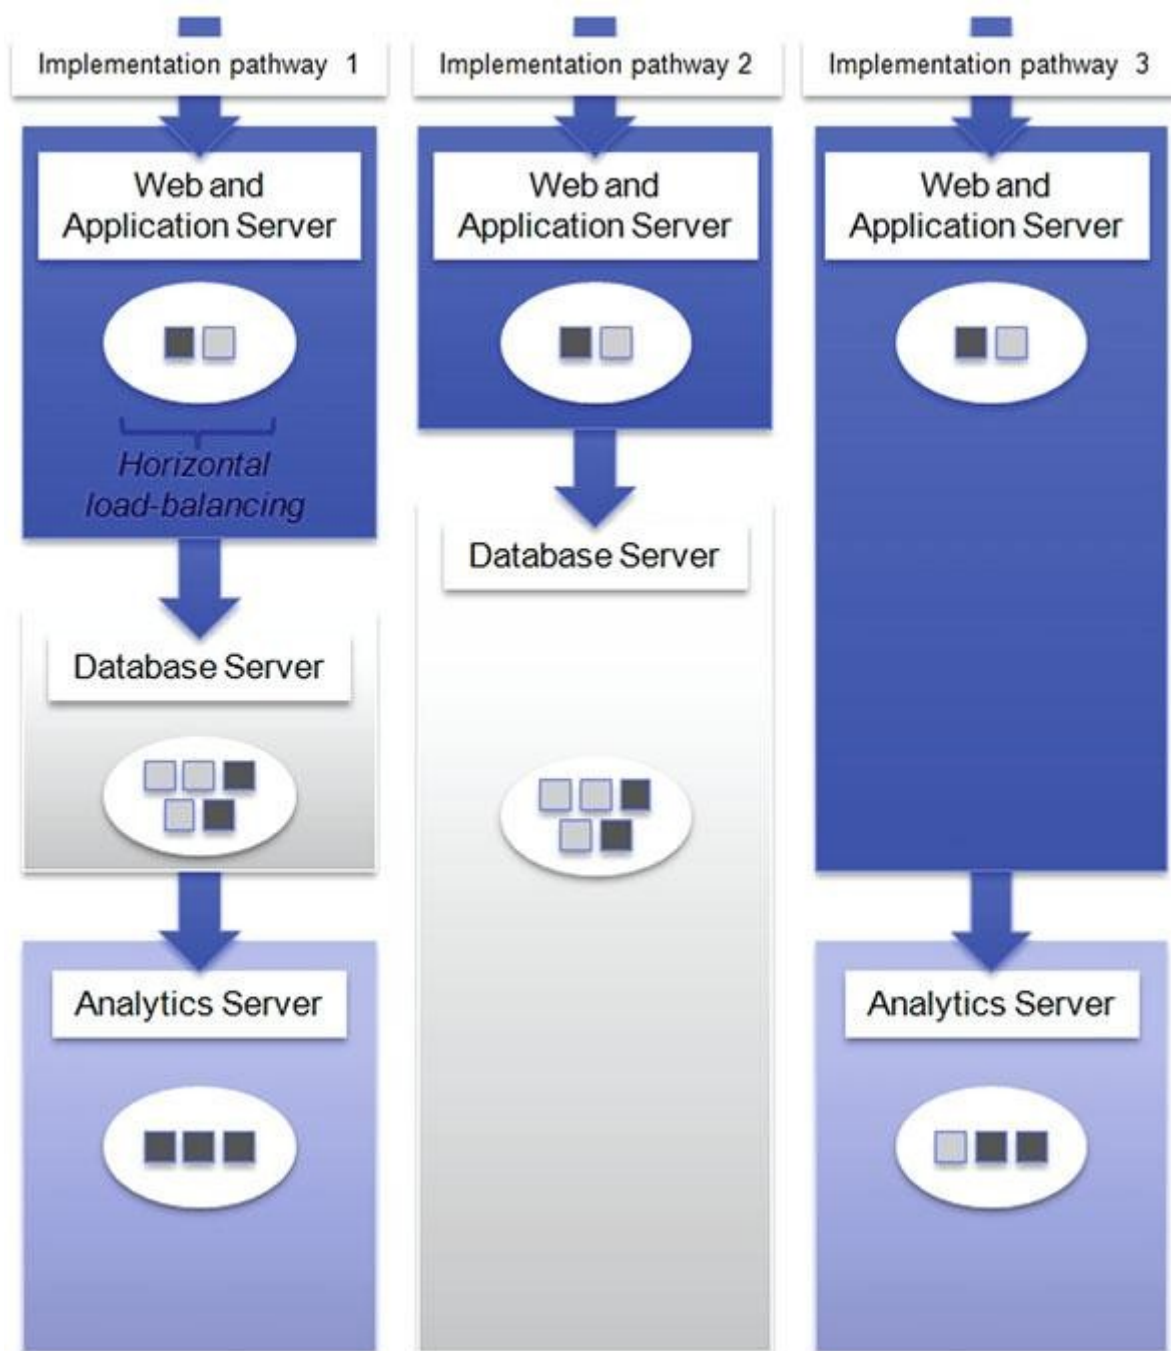 Implementation pathway 1
Implementation pathway 2
Implementation pathway 3
Web and
Application Server
Web and
Application Server
Web and
Application Server
Horizontal
load-balancing
Database Server
Database Server
Analytics Server
Analytics Server